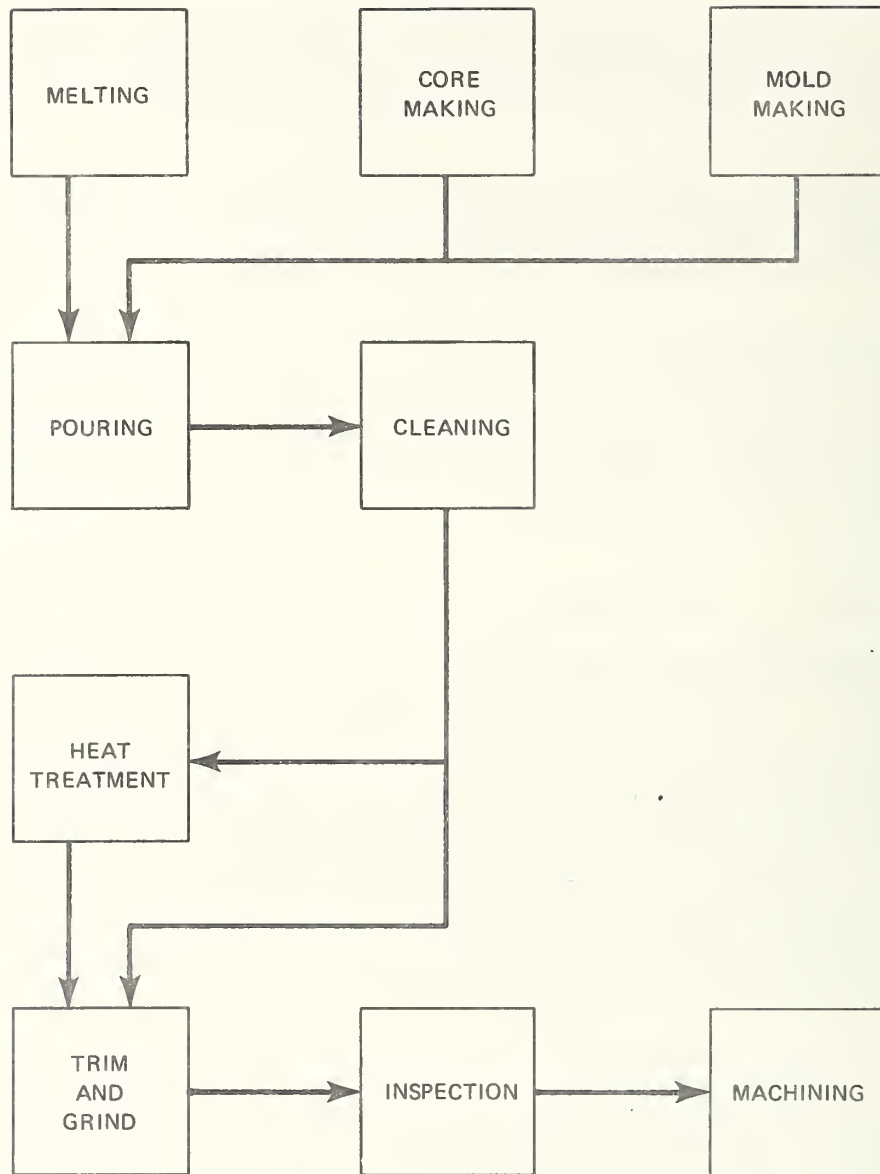 MELTING
CORE
MAKING
MOLD
MAKING
POURING
CLEANING
HEAT
TREATMENT
TRIM
AND
GRIND
INSPECTION
MACHINING